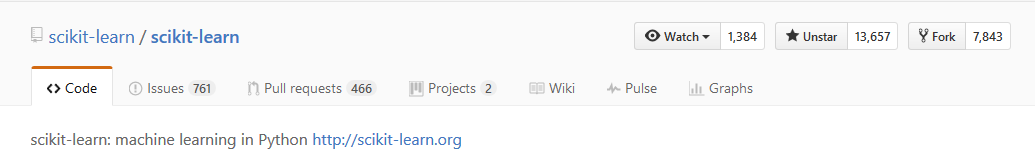 scikit-learn / scikit-learn Watch 1,384 Unstar 13,657 Fork 7,843
Code Issues 761 Pull requests 466 Projects 2 Wiki Pulse Graphs
scikit-learn: machine learning in Python http://scikit-learn.org